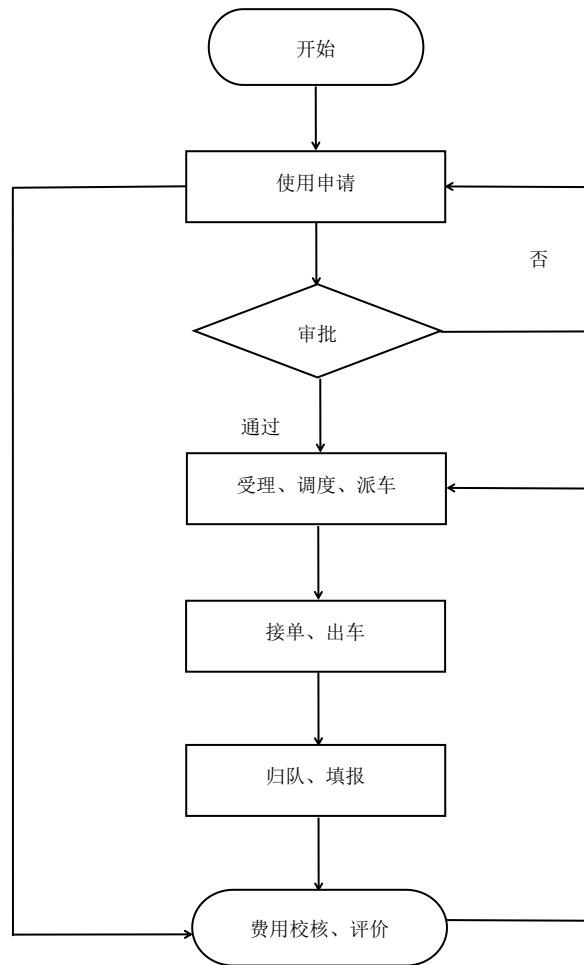 开始
使用申请
否
审批
通过
受理、调度、派车
接单、出车
归队、填报
费用校核、评价